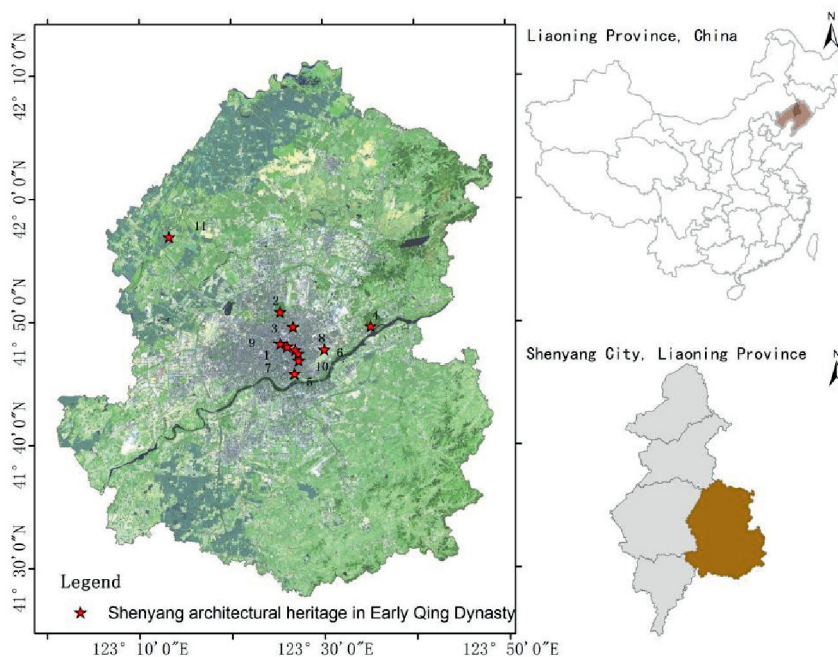 N
Liaoning Province, China
42° 10′0″N
42° 0′0″N
11
2
41° 50′0″N
3
4
9
8
1
6
7
10
5
N
Shenyang City, Liaoning Province
41° 40′0″N
41° 30′0″N
Legend
Shenyang architectural heritage in Early Qing Dynasty
123° 10′0″E
123° 30′0″E
123° 50′0″E